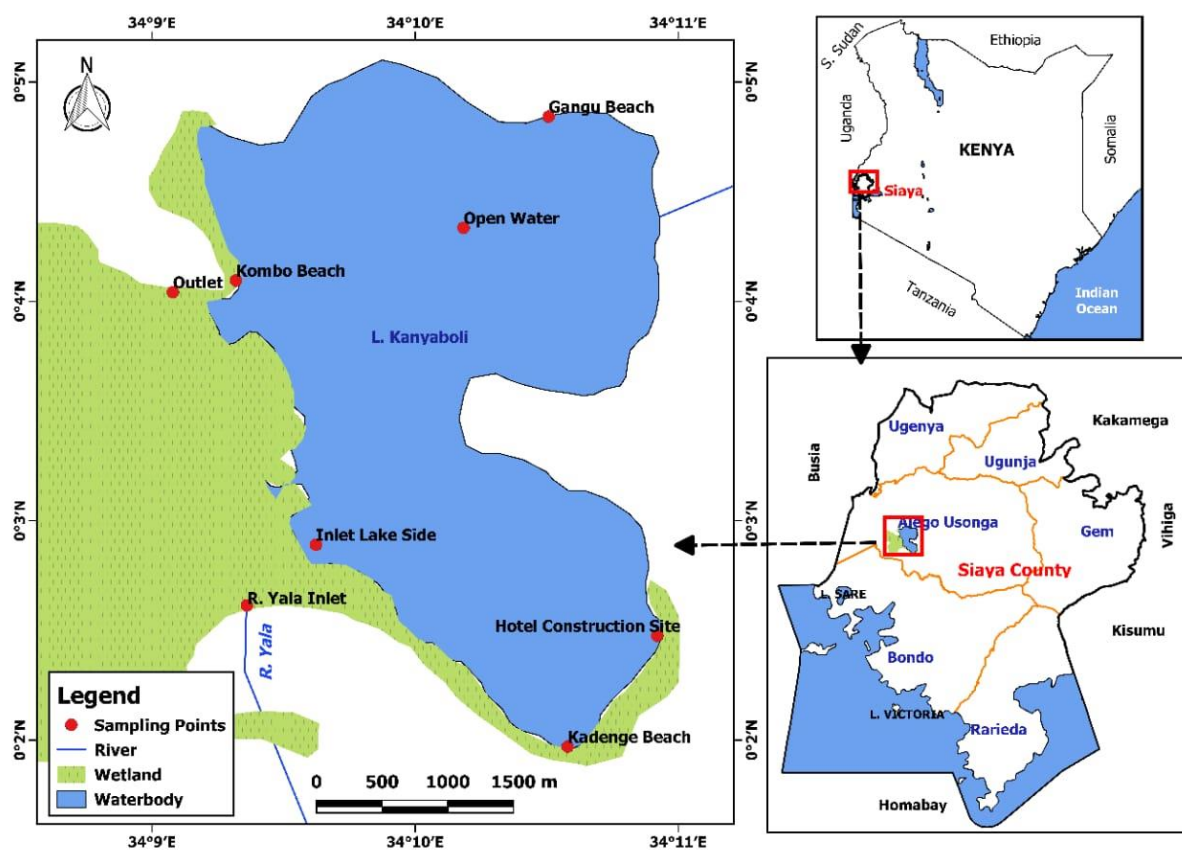 34°9'E 34°10'E 34°11'E
0°5'N
0°4'N
0°3'N
0°2'N
N
Gangu Beach
Open Water
Kombo Beach
Outlet
L. Kanyaboli
Inlet Lake Side
R. Yala Inlet
R. Yala
Hotel Construction Site
Kadenge Beach
Legend
Sampling Points
River
Wetland
Waterbody
0 500 1000 1500 m
0°5'N
0°4'N
0°3'N
0°2'N
34°9'E 34°10'E 34°11'E
S. Sudan
Ethiopia
Uganda
Somalia
KENYA
Siaya
Tanzania
Indian
Ocean
Ugenya
Kakamega
Busia
Ugunja
Alego Usonga
Gem
Vihiga
Siaya County
L. SARE
Kisumu
Bondo
L. VICTORIA
Rarieda
Homabay